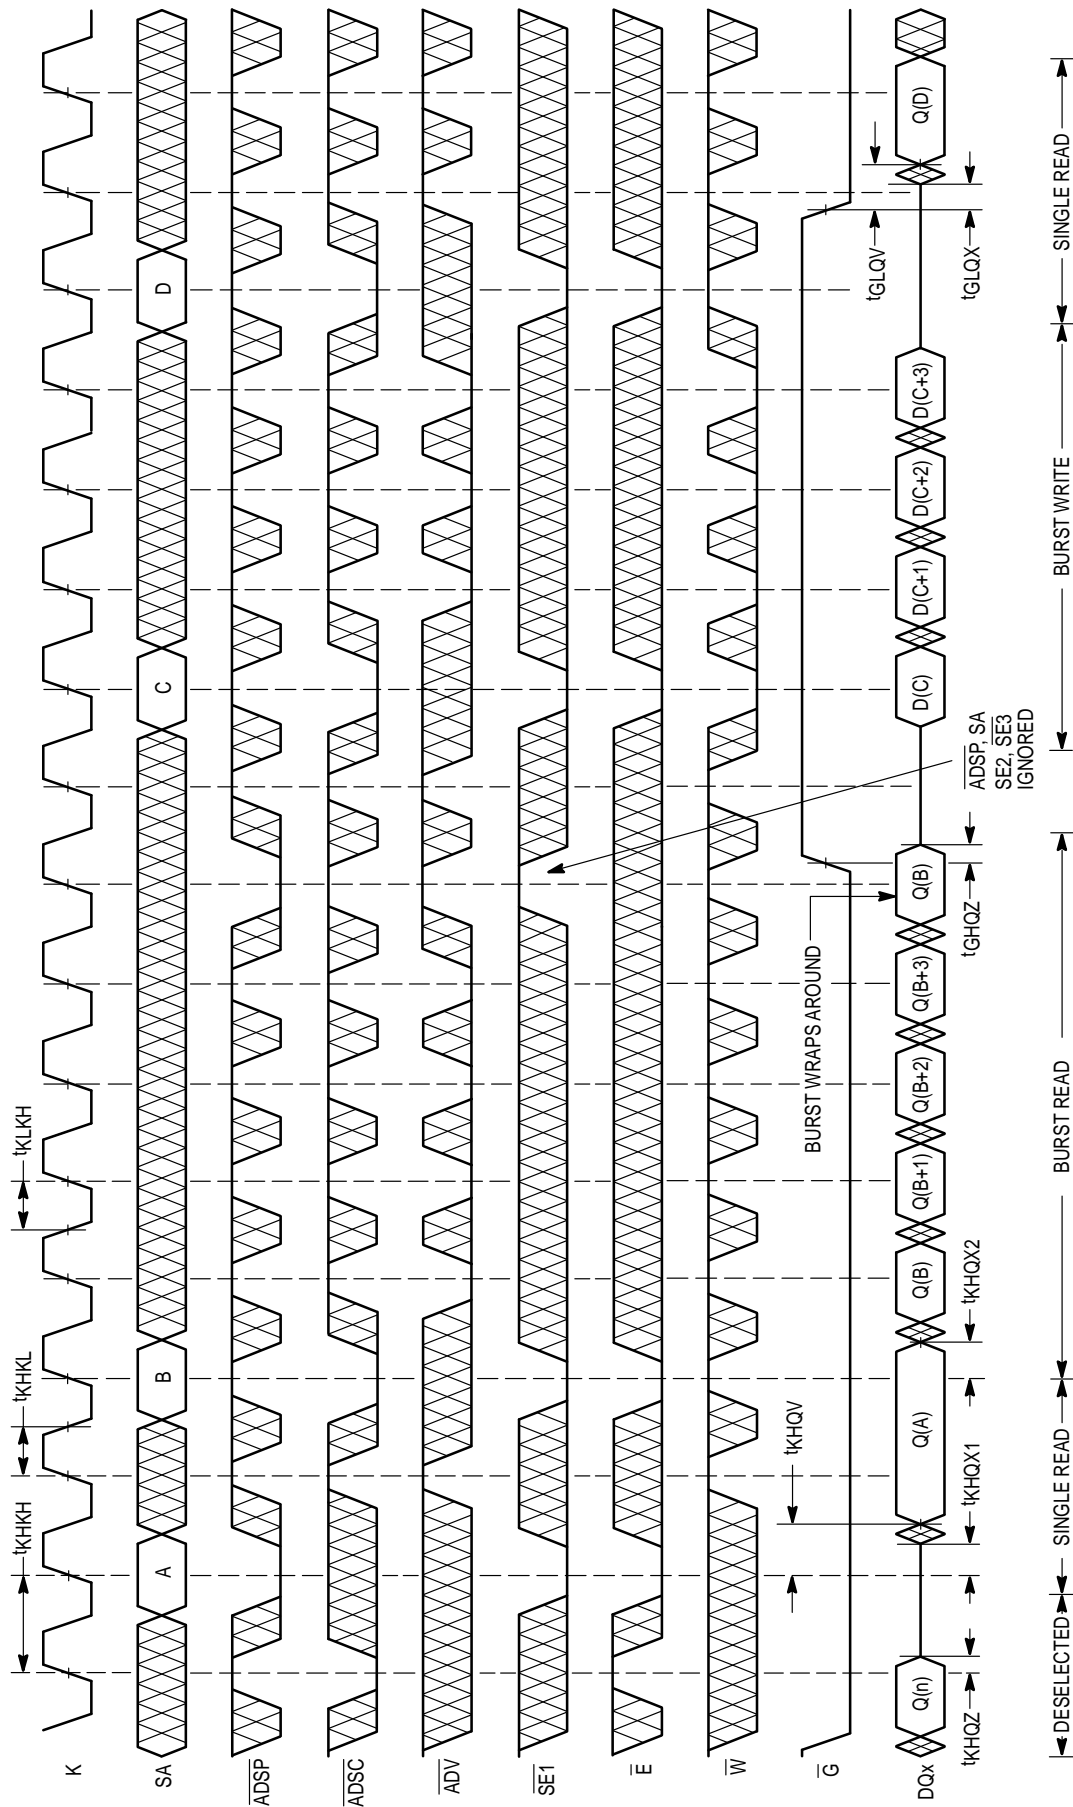 K
tKHKH
tKHKL
tKLKH
SA
A
B
C
D
ADSP
ADSC
ADV
SE1
E
W
tKHQV
BURST WRAPS AROUND
ADSP, SA
SE2, SE3
IGNORED
G
tGLQV
DQx
Q(n)
Q(A)
Q(B)
Q(B+1)
Q(B+2)
Q(B+3)
Q(B)
D(C)
D(C+1)
D(C+2)
D(C+3)
Q(D)
tKHQZ
tKHQX1
tKHQX2
tGHQZ
tGLQX
DESELECTED
SINGLE READ
BURST READ
BURST WRITE
SINGLE READ